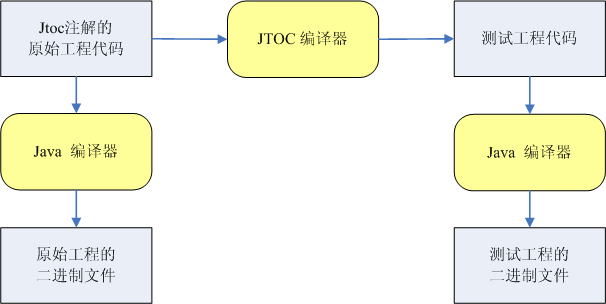 Jtoc注解的
原始工程代码
JTOC 编译器
测试工程代码
Java 编译器
Java 编译器
原始工程的
二进制文件
测试工程的
二进制文件